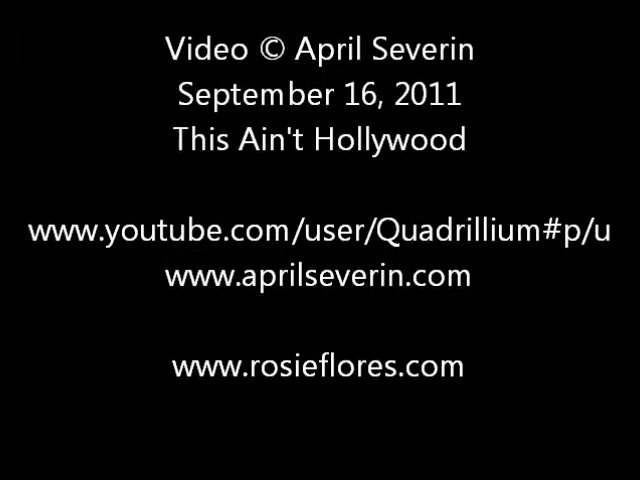 Video © April Severin
September 16, 2011
This Ain't Hollywood
www.youtube.com/user/Quadrillium#p/u
www.aprilseverin.com
www.rosieflores.com